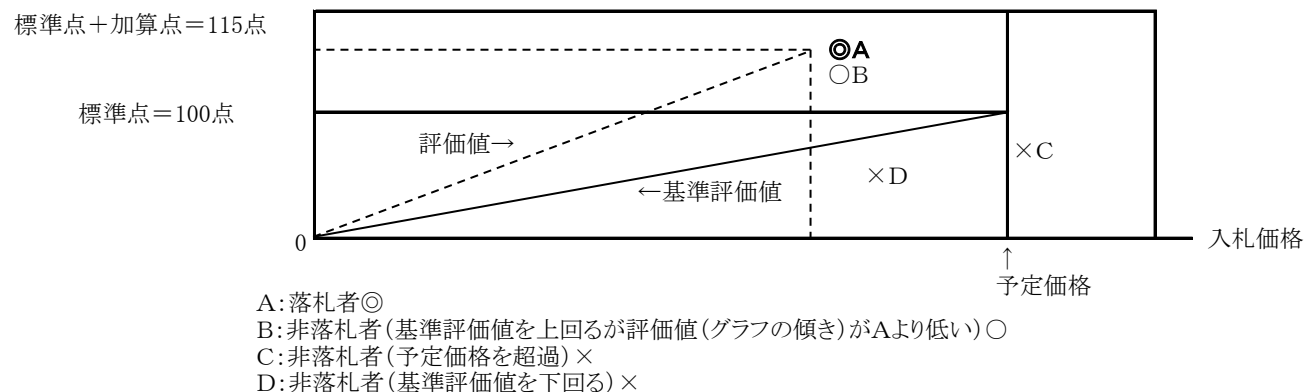 標準点＋加算点＝115点
◎A
○B
標準点＝100点
評価値→
×C
×D
←基準評価値
0
入札価格
↑
予定価格
A:落札者◎
B:非落札者(基準評価値を上回るが評価値(グラフの傾き)がAより低い)○
C:非落札者(予定価格を超過)×
D:非落札者(基準評価値を下回る)×